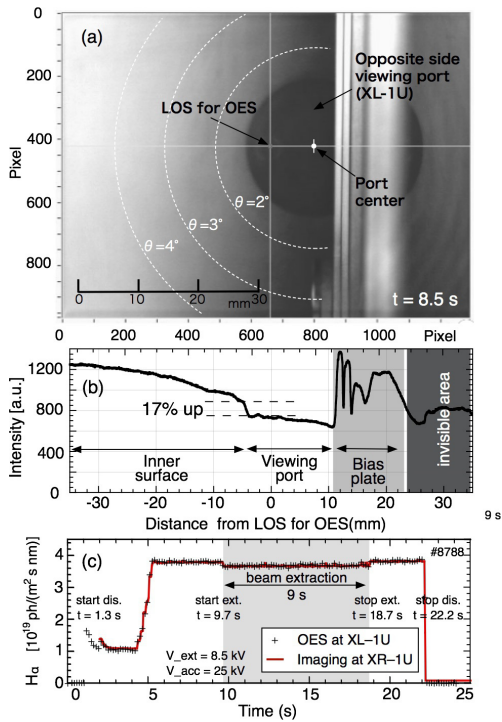 (a)
0
200
400
600
800
Pixel
Opposite side
viewing port
(XL-1U)
LOS for OES
Port
center
θ=2°
θ=3°
θ=4°
0 10 20 30
mm
t = 8.5 s
0 200 400 600 800 1000 Pixel
(b)
1200
800
400
0
Intensity [a.u.]
17% up
Inner
surface
Viewing
port
Bias
plate
invisible area
-30 -20 -10 0 10 20 30
Distance from LOS for OES(mm)
9 s
(c)
#8788
4
3
2
1
0
Hα [10¹⁹ ph/(m² s nm)]
beam extraction
9 s
start dis.
t = 1.3 s
start ext.
t = 9.7 s
stop ext.
t = 18.7 s
stop dis.
t = 22.2 s
V_ext = 8.5 kV
V_acc = 25 kV
OES at XL–1U
Imaging at XR–1U
0 5 10 15 20 25
Time (s)